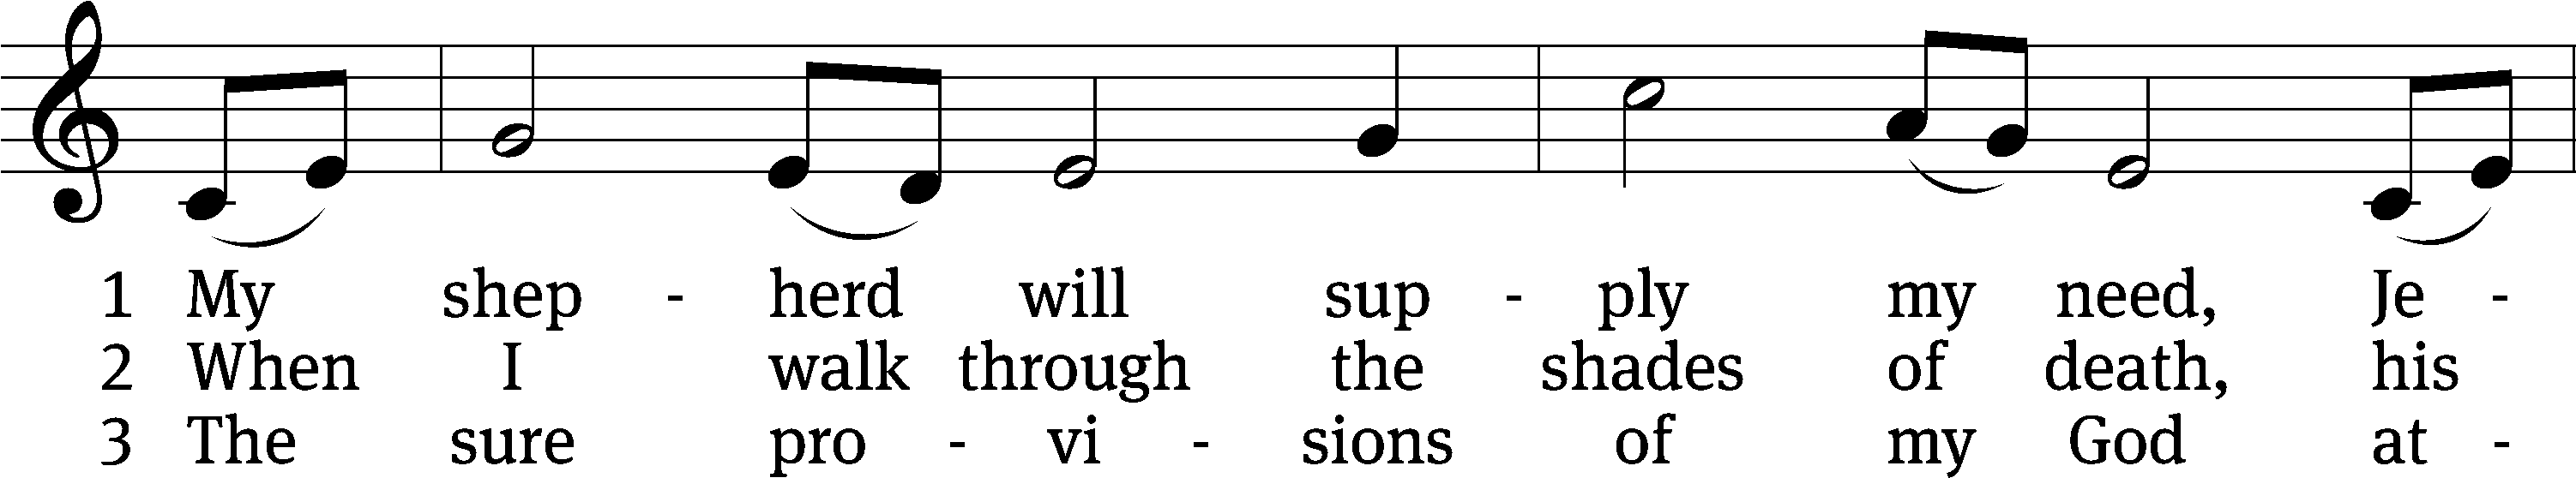 1 My shep - herd will sup - ply my need, Je -
2 When I walk through the shades of death, his
3 The sure pro - vi - sions of my God at -